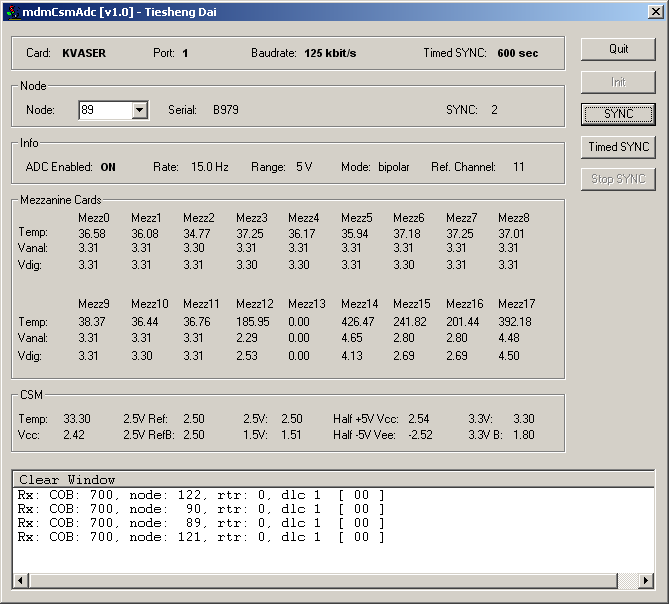 mdmCsmAdc [v1.0] - Tiesheng Dai
Card: KVASER Port: 1 Baudrate: 125 kbit/s Timed SYNC: 600 sec
Quit
Init
SYNC
Timed SYNC
Stop SYNC
Node
Node: 89 Serial: B979 SYNC: 2
Info
ADC Enabled: ON Rate: 15.0 Hz Range: 5 V Mode: bipolar Ref. Channel: 11
Mezzanine Cards
Mezz0 Mezz1 Mezz2 Mezz3 Mezz4 Mezz5 Mezz6 Mezz7 Mezz8
Temp: 36.58 36.08 34.77 37.25 36.17 35.94 37.18 37.25 37.01
Vanal: 3.31 3.31 3.30 3.31 3.31 3.31 3.31 3.31 3.31
Vdig: 3.31 3.31 3.31 3.30 3.30 3.31 3.30 3.31 3.31
Mezz9 Mezz10 Mezz11 Mezz12 Mezz13 Mezz14 Mezz15 Mezz16 Mezz17
Temp: 38.37 36.44 36.76 185.95 0.00 426.47 241.82 201.44 392.18
Vanal: 3.31 3.31 3.31 2.29 0.00 4.65 2.80 2.80 4.48
Vdig: 3.31 3.30 3.31 2.53 0.00 4.13 2.69 2.69 4.50
CSM
Temp: 33.30 2.5V Ref: 2.50 2.5V: 2.50 Half +5V Vcc: 2.54 3.3V: 3.30
Vcc: 2.42 2.5V RefB: 2.50 1.5V: 1.51 Half -5V Vee: -2.52 3.3V B: 1.80
Clear Window
Rx: COB: 700, node: 122, rtr: 0, dlc 1 [ 00 ]
Rx: COB: 700, node: 90, rtr: 0, dlc 1 [ 00 ]
Rx: COB: 700, node: 89, rtr: 0, dlc 1 [ 00 ]
Rx: COB: 700, node: 121, rtr: 0, dlc 1 [ 00 ]